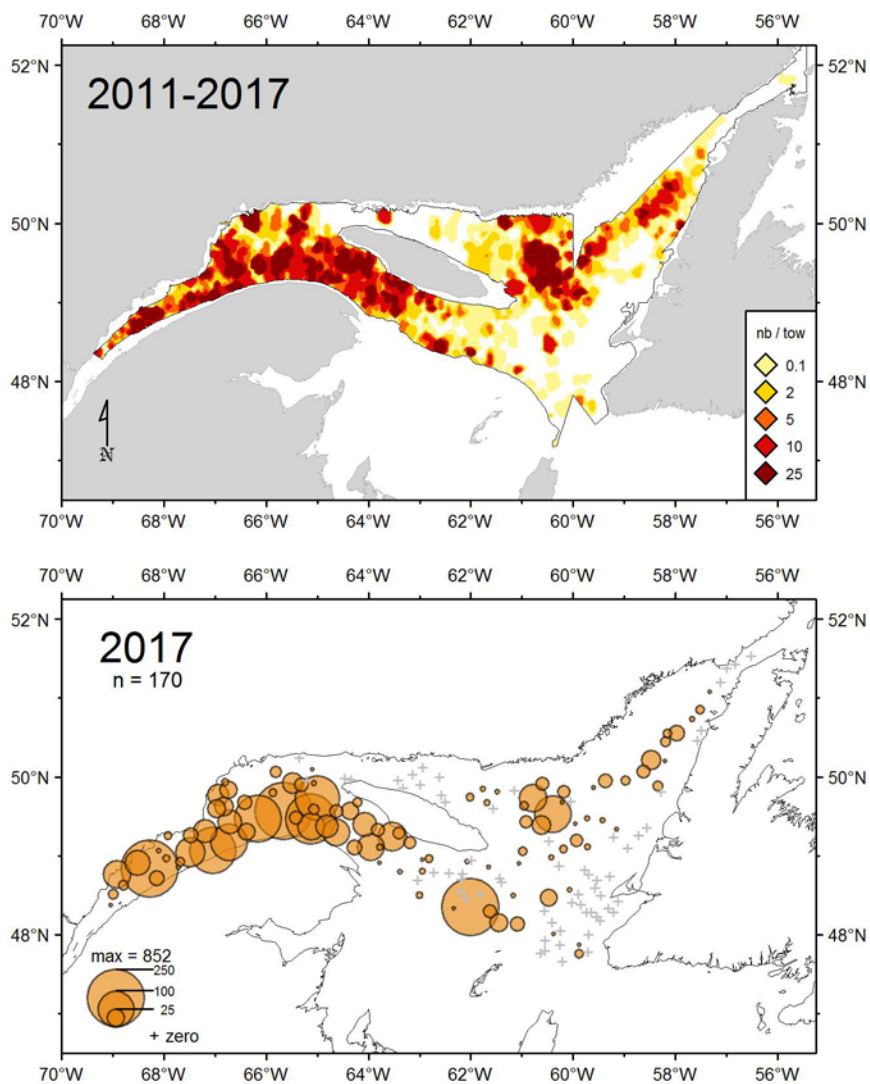 70°W 68°W 66°W 64°W 62°W 60°W 58°W 56°W
52°N 52°N
2011-2017
50°N 50°N
nb / tow
0.1
48°N 2 48°N
5
N 10
25
70°W 68°W 66°W 64°W 62°W 60°W 58°W 56°W
70°W 68°W 66°W 64°W 62°W 60°W 58°W 56°W
52°N 52°N
2017
n = 170
50°N 50°N
48°N 48°N
max = 852
250
100
25
+ zero
70°W 68°W 66°W 64°W 62°W 60°W 58°W 56°W